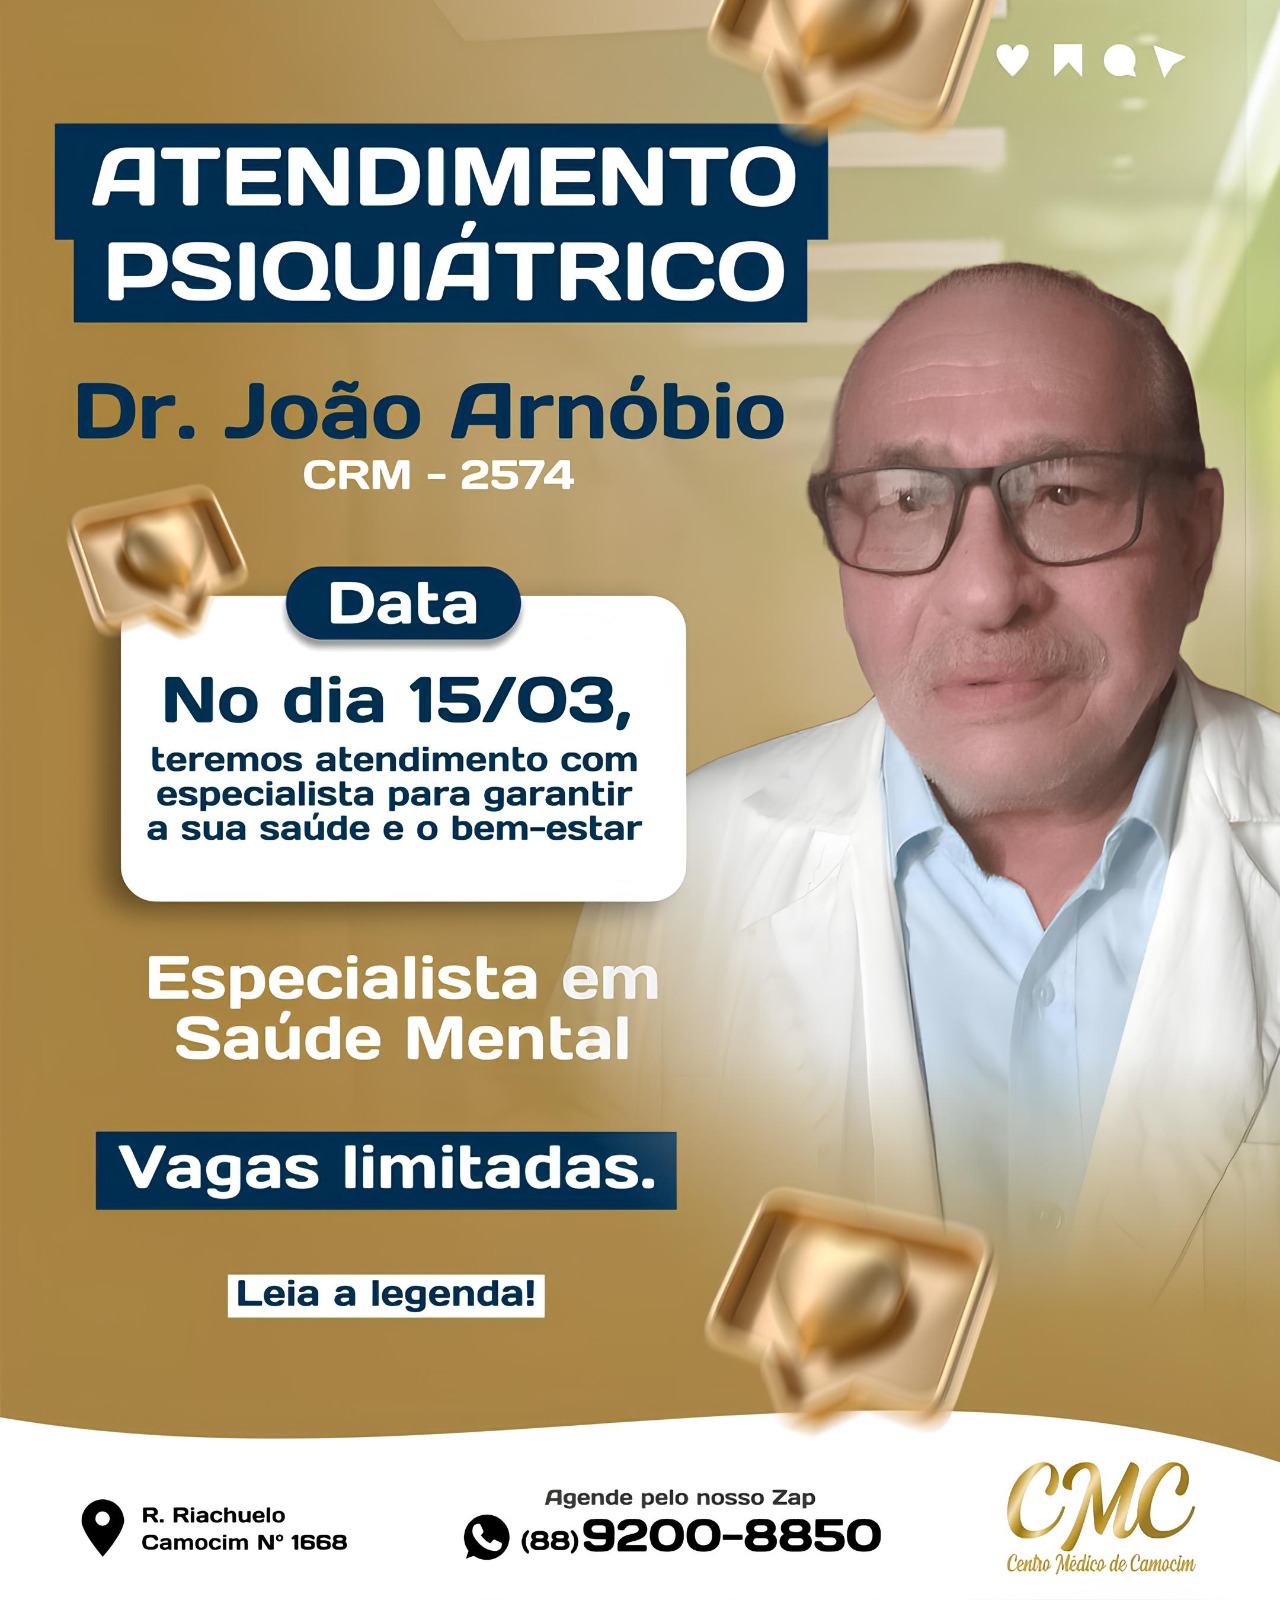 ATENDIMENTO
PSIQUIÁTRICO
Dr. João Arnóbio
CRM - 2574
Data
No dia 15/03,
teremos atendimento com
especialista para garantir
a sua saúde e o bem-estar
Especialista em
Saúde Mental
Vagas limitadas.
Leia a legenda!
R. Riachuelo
Camocim Nº 1668
Agende pelo nosso Zap
(88) 9200-8850
CMC
Centro Médico de Camocim